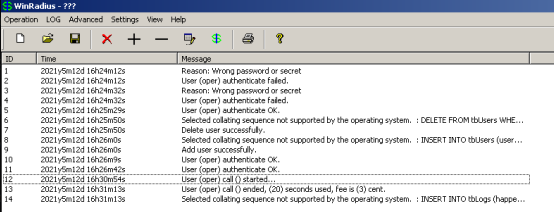 WinRadius - ???
Operation LOG Advanced Settings View Help
ID Time Message
1 2021y5m12d 16h24m12s Reason: Wrong password or secret
2 2021y5m12d 16h24m12s User (oper) authenticate failed.
3 2021y5m12d 16h24m32s Reason: Wrong password or secret
4 2021y5m12d 16h24m32s User (oper) authenticate failed.
5 2021y5m12d 16h25m29s User (oper) authenticate OK.
6 2021y5m12d 16h25m50s Selected collating sequence not supported by the operating system. : DELETE FROM tbUsers WHE...
7 2021y5m12d 16h25m50s Delete user successfully.
8 2021y5m12d 16h26m0s Selected collating sequence not supported by the operating system. : INSERT INTO tbUsers (user...
9 2021y5m12d 16h26m0s Add user successfully.
10 2021y5m12d 16h26m9s User (oper) authenticate OK.
11 2021y5m12d 16h26m42s User (oper) authenticate OK.
12 2021y5m12d 16h30m54s User (oper) call () started...
13 2021y5m12d 16h31m13s User (oper) call () ended, (20) seconds used, fee is (3) cent.
14 2021y5m12d 16h31m13s Selected collating sequence not supported by the operating system. : INSERT INTO tbLogs (happe...